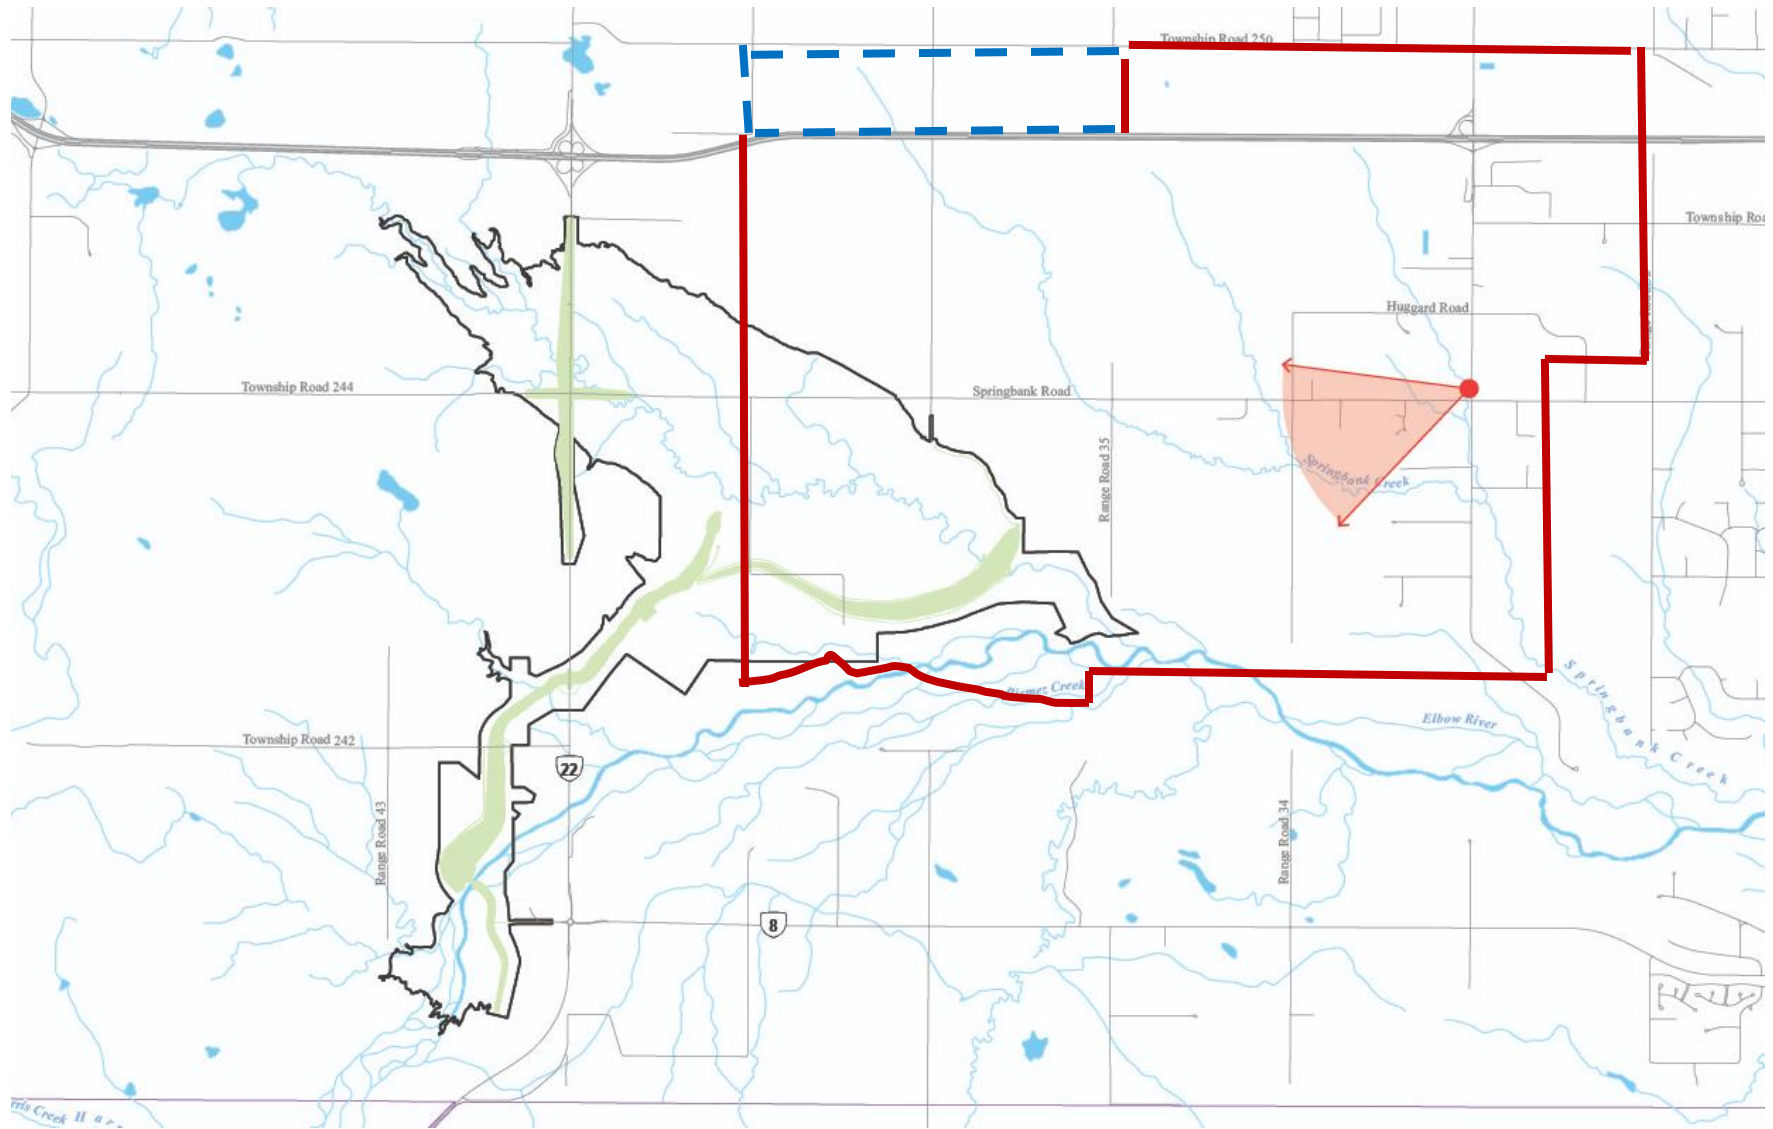 Township Road 250
Township
Huggard Road
Township Road 244
Springbank Road
Range Road 35
Springbank Creek
Creek
Elbow River
Springbank Creek
Township Road 242
22
Range Road 43
Range Road 34
8
Creek